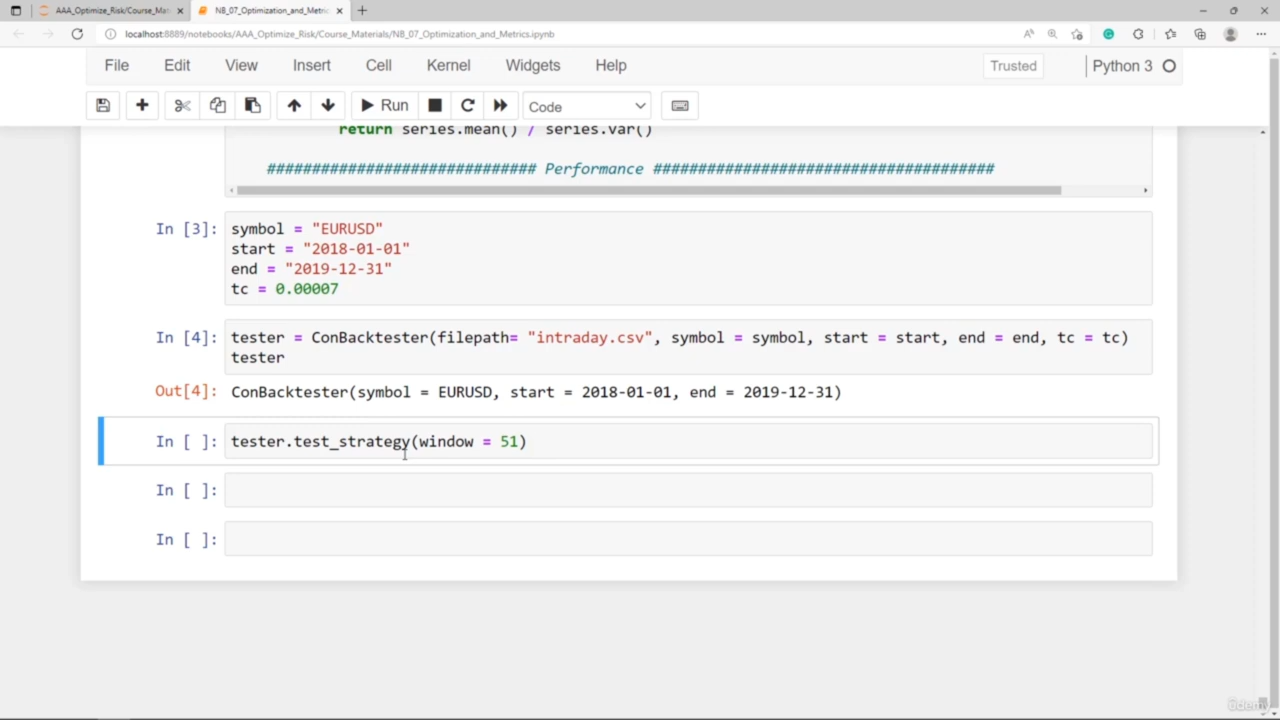 AAA_Optimize_Risk/Course_Mat
NB_07_Optimization_and_Metric
localhost:8889/notebooks/AAA_Optimize_Risk/Course_Materials/NB_07_Optimization_and_Metrics.ipynb
File Edit View Insert Cell Kernel Widgets Help Trusted Python 3
Run Code
return series.mean() / series.var()
############################## Performance ######################################
In [3]: symbol = "EURUSD"
start = "2018-01-01"
end = "2019-12-31"
tc = 0.00007
In [4]: tester = ConBacktester(filepath= "intraday.csv", symbol = symbol, start = start, end = end, tc = tc)
tester
Out[4]: ConBacktester(symbol = EURUSD, start = 2018-01-01, end = 2019-12-31)
In [ ]: tester.test_strategy(window = 51)
In [ ]:
In [ ]: